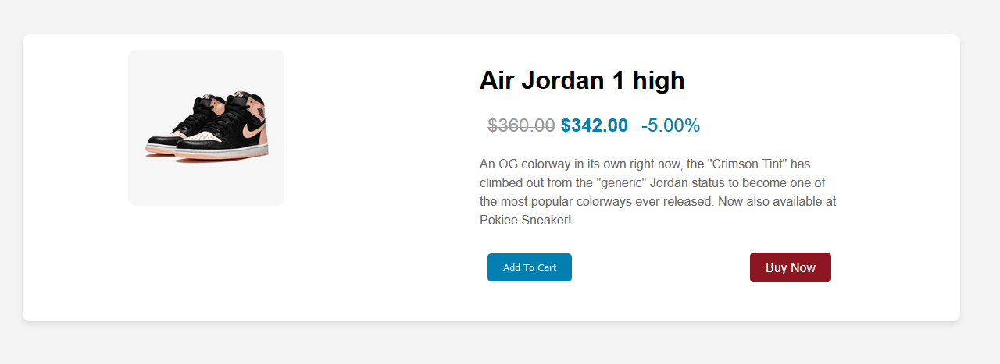 Air Jordan 1 high
$360.00 $342.00 -5.00%
An OG colorway in its own right now, the "Crimson Tint" has
climbed out from the "generic" Jordan status to become one of
the most popular colorways ever released. Now also available at
Pokiee Sneaker!
Add To Cart Buy Now